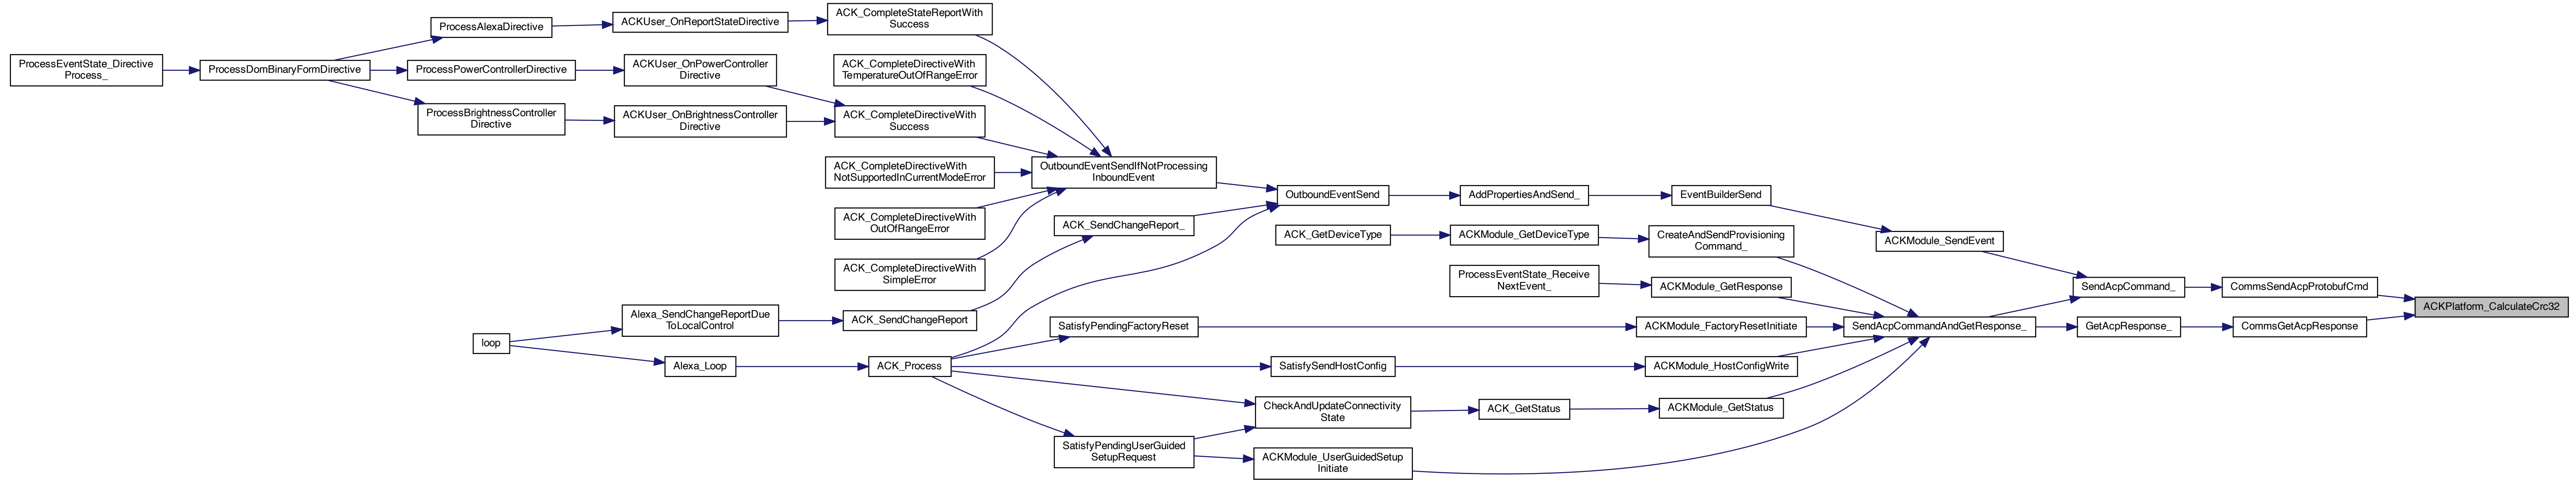 ProcessEventState_Directive
Process_
ProcessDomBinaryFormDirective
ProcessAlexaDirective
ProcessPowerControllerDirective
ProcessBrightnessController
Directive
ACKUser_OnReportStateDirective
ACKUser_OnPowerController
Directive
ACKUser_OnBrightnessController
Directive
ACK_CompleteStateReportWith
Success
ACK_CompleteDirectiveWith
TemperatureOutOfRangeError
ACK_CompleteDirectiveWith
Success
ACK_CompleteDirectiveWith
NotSupportedInCurrentModeError
ACK_CompleteDirectiveWith
OutOfRangeError
ACK_CompleteDirectiveWith
SimpleError
OutboundEventSendIfNotProcessing
InboundEvent
loop
Alexa_SendChangeReportDue
ToLocalControl
Alexa_Loop
ACK_SendChangeReport
ACK_Process
ACK_SendChangeReport_
SatisfyPendingFactoryReset
SatisfyPendingUserGuided
SetupRequest
OutboundEventSend
ACK_GetDeviceType
SatisfySendHostConfig
CheckAndUpdateConnectivity
State
ACKModule_UserGuidedSetup
Initiate
AddPropertiesAndSend_
ACKModule_GetDeviceType
ProcessEventState_Receive
NextEvent_
ACK_GetStatus
EventBuilderSend
CreateAndSendProvisioning
Command_
ACKModule_GetResponse
ACKModule_FactoryResetInitiate
ACKModule_HostConfigWrite
ACKModule_GetStatus
ACKModule_SendEvent
SendAcpCommandAndGetResponse_
SendAcpCommand_
GetAcpResponse_
CommsSendAcpProtobufCmd
CommsGetAcpResponse
ACKPlatform_CalculateCrc32